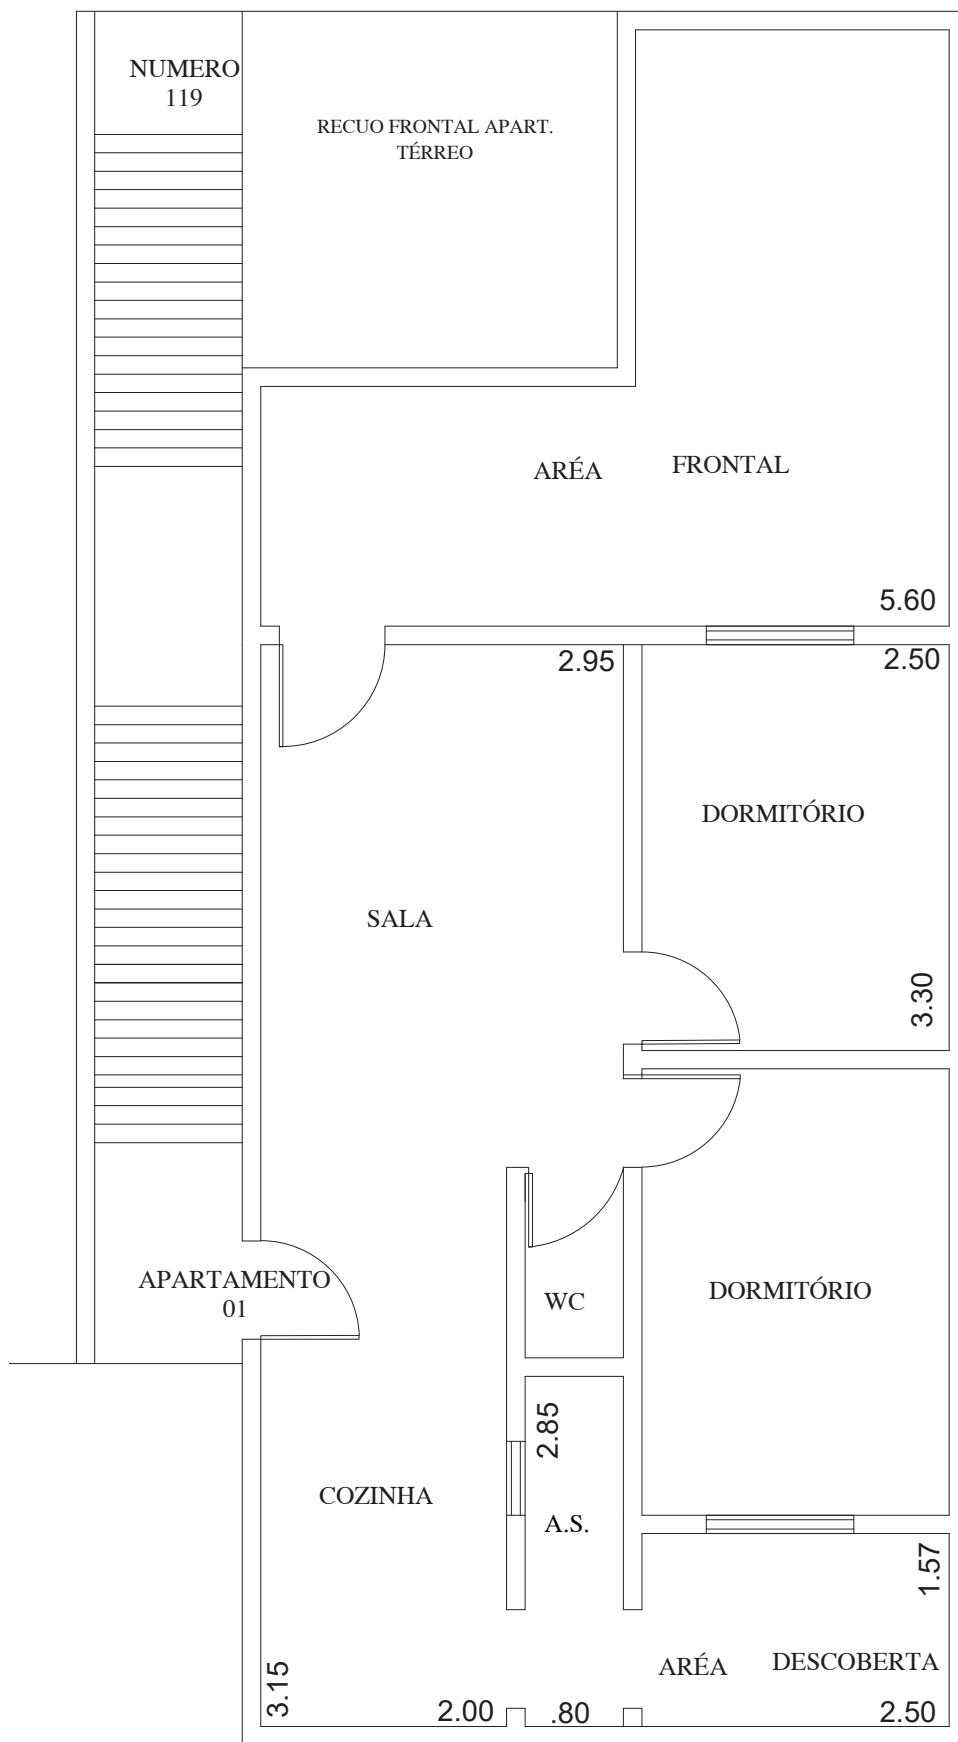 NUMERO
119
RECUO FRONTAL APART.
TÉRREO
ARÉA FRONTAL
5.60
2.95
2.50
DORMITÓRIO
SALA
3.30
APARTAMENTO
01
WC
DORMITÓRIO
2.85
COZINHA
A.S.
1.57
ARÉA DESCOBERTA
3.15
2.00
.80
2.50